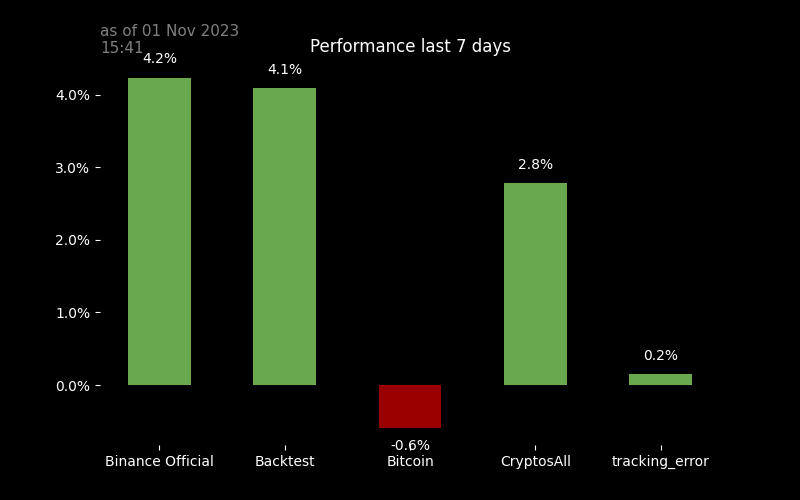 as of 01 Nov 2023
15:41
Performance last 7 days
4.2%
4.1%
2.8%
0.2%
-0.6%
4.0%
3.0%
2.0%
1.0%
0.0%
Binance Official
Backtest
Bitcoin
CryptosAll
tracking_error